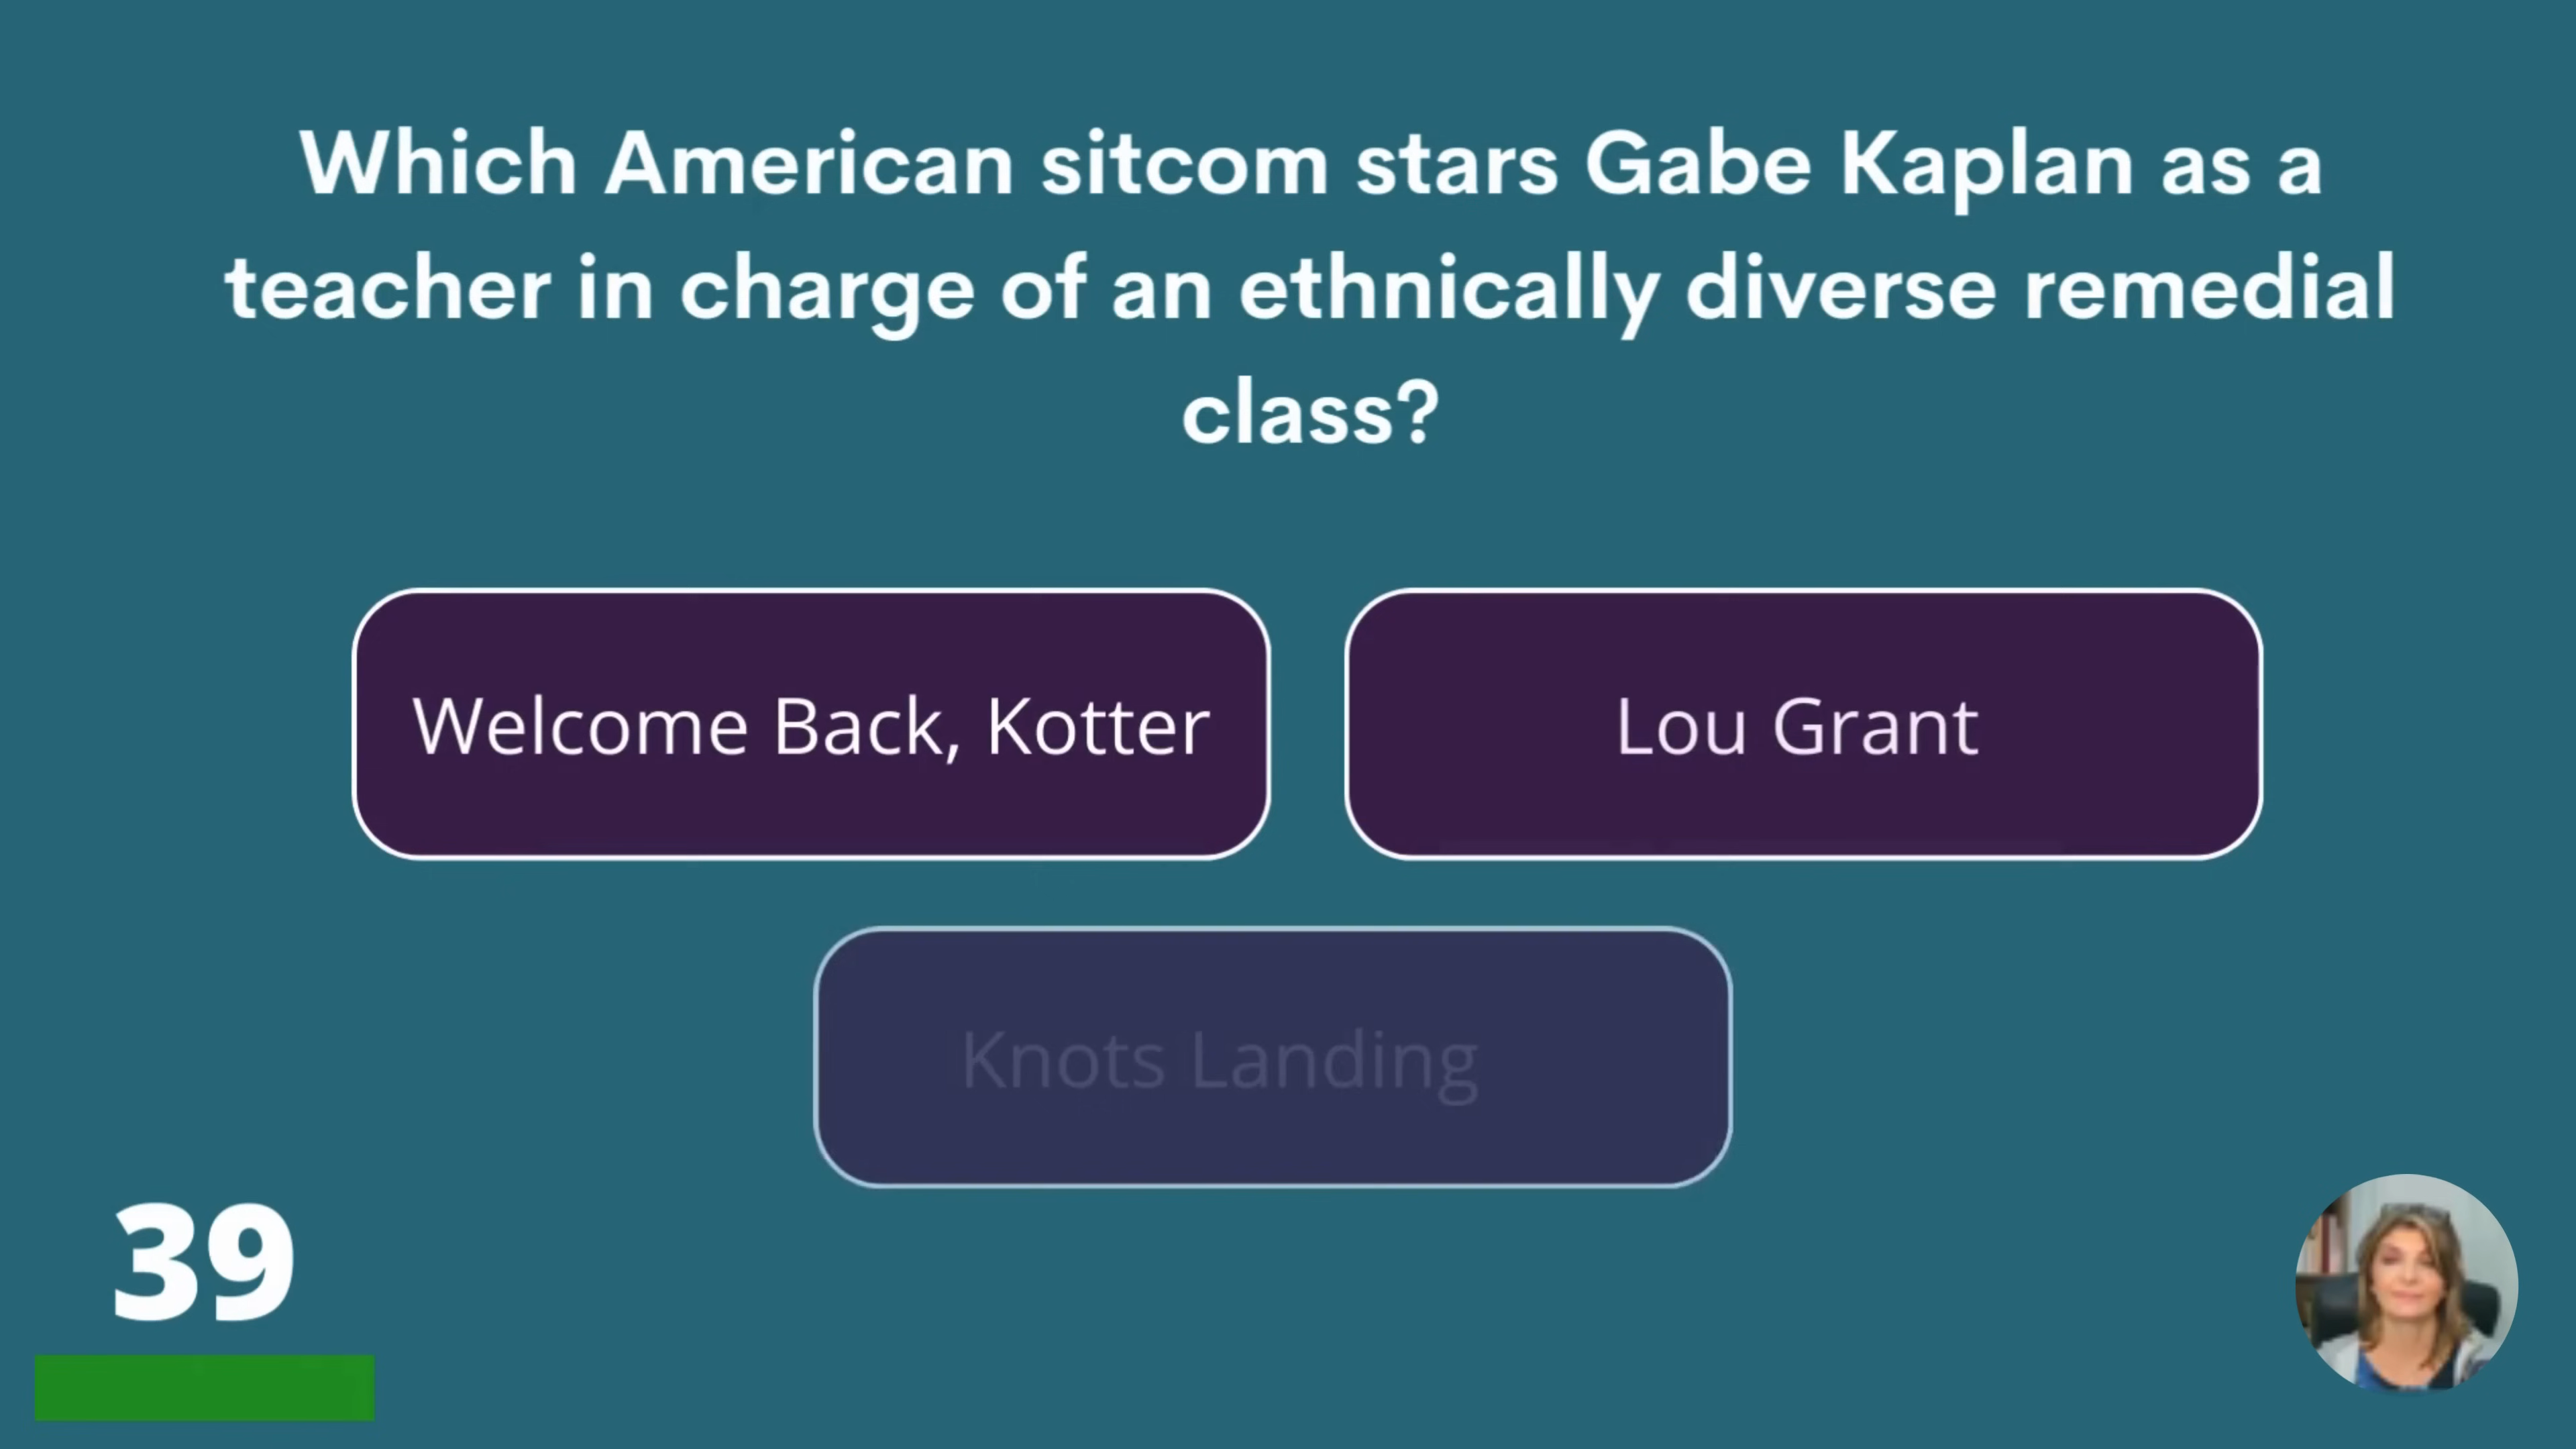 Which American sitcom stars Gabe Kaplan as a
teacher in charge of an ethnically diverse remedial
class?
Welcome Back, Kotter
Lou Grant
Knots Landing
39